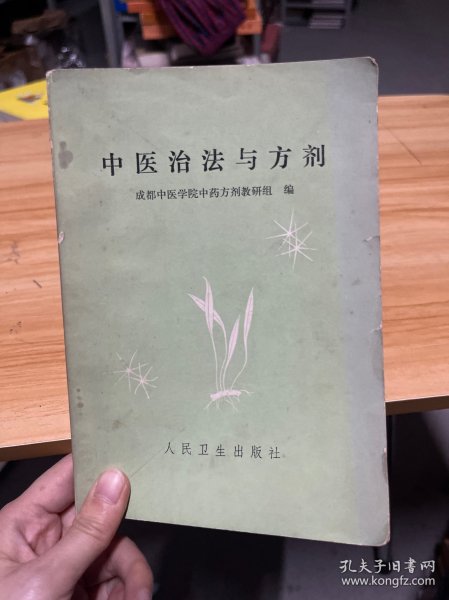 中医治法与方剂
成都中医学院中药方剂教研组 编
人民卫生出版社
孔夫子旧书网
www.kongfz.com